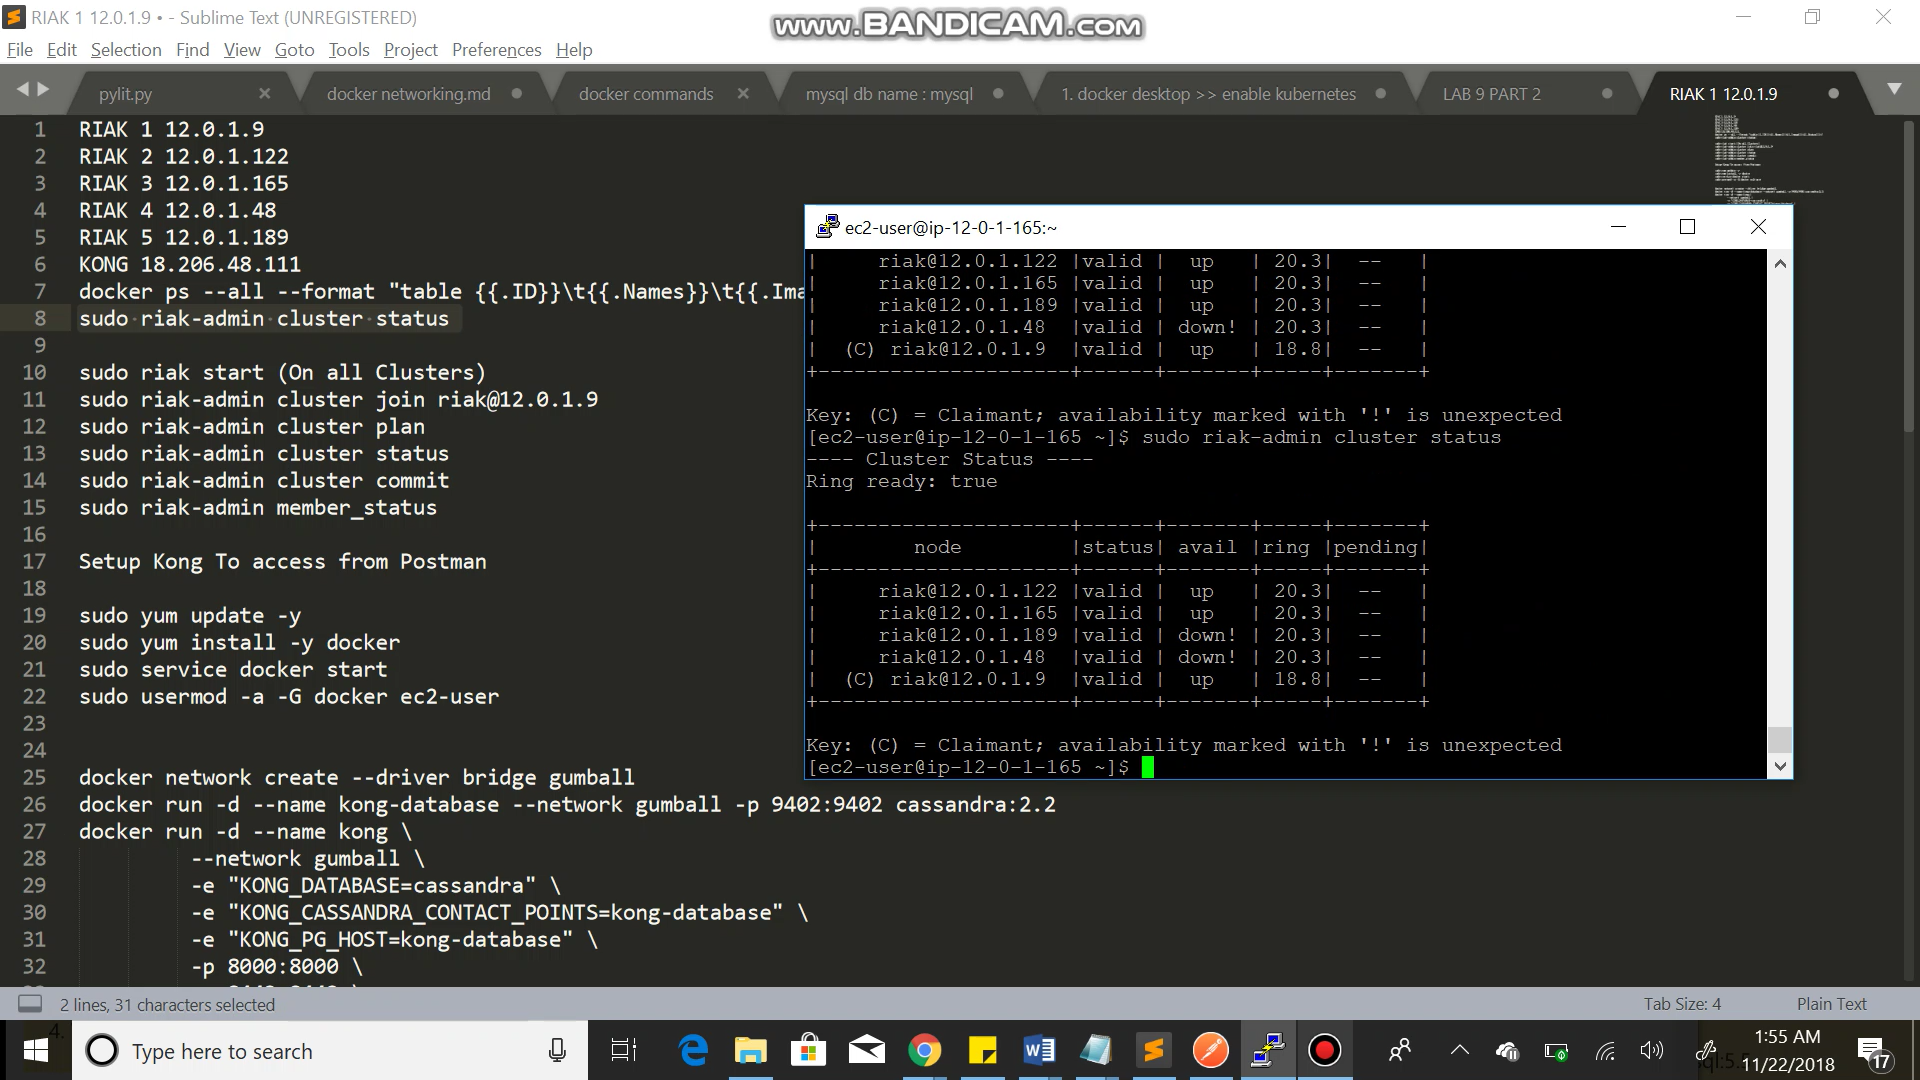 RIAK 1 12.0.1.9 • - Sublime Text (UNREGISTERED)
www.BANDICAM.com
File Edit Selection Find View Goto Tools Project Preferences Help
pylit.py × docker networking.md docker commands × mysql db name : mysql 1. docker desktop >> enable kubernetes LAB 9 PART 2 RIAK 1 12.0.1.9
1 RIAK 1 12.0.1.9
2 RIAK 2 12.0.1.122
3 RIAK 3 12.0.1.165
4 RIAK 4 12.0.1.48
5 RIAK 5 12.0.1.189
6 KONG 18.206.48.111
7 docker ps --all --format "table {{.ID}}\t{{.Names}}\t{{.Ima
8 sudo riak-admin cluster status
9
10 sudo riak start (On all Clusters)
11 sudo riak-admin cluster join riak@12.0.1.9
12 sudo riak-admin cluster plan
13 sudo riak-admin cluster status
14 sudo riak-admin cluster commit
15 sudo riak-admin member_status
16
17 Setup Kong To access from Postman
18
19 sudo yum update -y
20 sudo yum install -y docker
21 sudo service docker start
22 sudo usermod -a -G docker ec2-user
23
24
25 docker network create --driver bridge gumball
26 docker run -d --name kong-database --network gumball -p 9402:9402 cassandra:2.2
27 docker run -d --name kong \
28 --network gumball \
29 -e "KONG_DATABASE=cassandra" \
30 -e "KONG_CASSANDRA_CONTACT_POINTS=kong-database" \
31 -e "KONG_PG_HOST=kong-database" \
32 -p 8000:8000 \
ec2-user@ip-12-0-1-165:~
| riak@12.0.1.122 |valid | up | 20.3| -- |
| riak@12.0.1.165 |valid | up | 20.3| -- |
| riak@12.0.1.189 |valid | up | 20.3| -- |
| riak@12.0.1.48 |valid | down! | 20.3| -- |
| (C) riak@12.0.1.9 |valid | up | 18.8| -- |
+---------------------+------+-------+-----+-------+
Key: (C) = Claimant; availability marked with '!' is unexpected
[ec2-user@ip-12-0-1-165 ~]$ sudo riak-admin cluster status
---- Cluster Status ----
Ring ready: true
+---------------------+------+-------+-----+-------+
| node |status| avail |ring |pending|
+---------------------+------+-------+-----+-------+
| riak@12.0.1.122 |valid | up | 20.3| -- |
| riak@12.0.1.165 |valid | up | 20.3| -- |
| riak@12.0.1.189 |valid | down! | 20.3| -- |
| riak@12.0.1.48 |valid | down! | 20.3| -- |
| (C) riak@12.0.1.9 |valid | up | 18.8| -- |
+---------------------+------+-------+-----+-------+
Key: (C) = Claimant; availability marked with '!' is unexpected
[ec2-user@ip-12-0-1-165 ~]$
2 lines, 31 characters selected Tab Size: 4 Plain Text
Type here to search
1:55 AM
11/22/2018
17